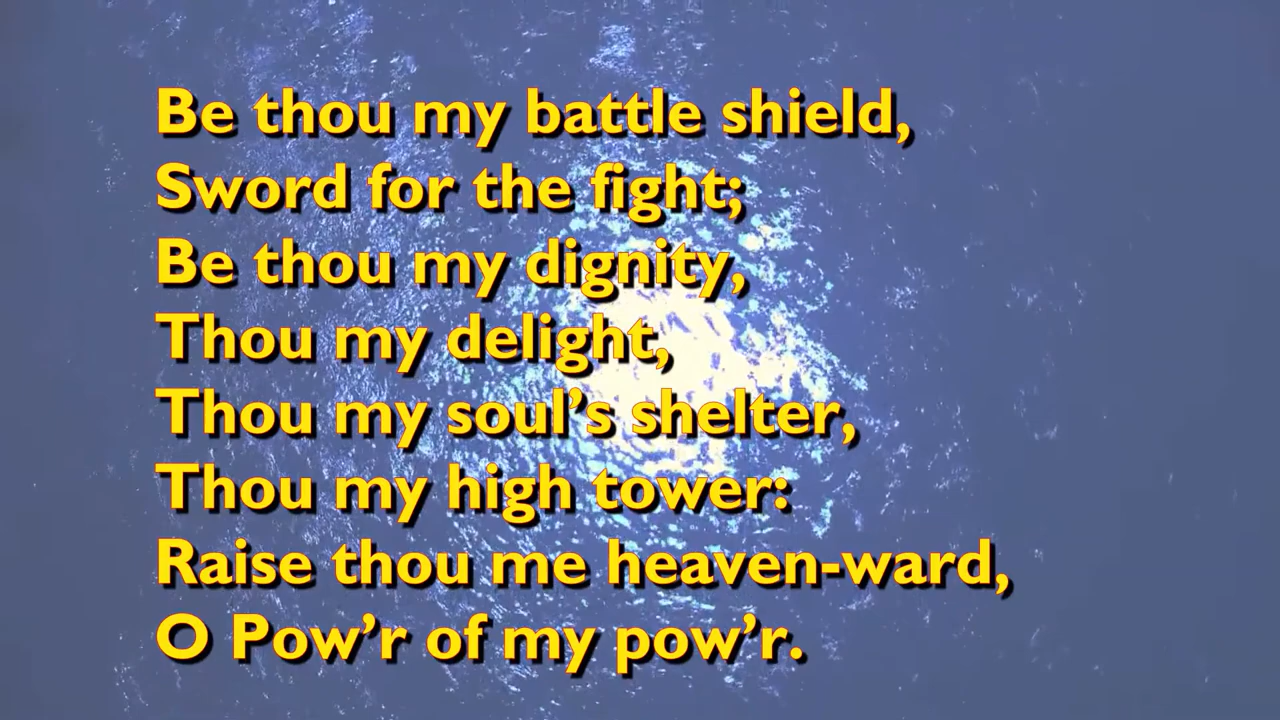 Be thou my battle shield,
Sword for the fight;
Be thou my dignity,
Thou my delight,
Thou my soul’s shelter,
Thou my high tower:
Raise thou me heaven-ward,
O Pow’r of my pow’r.